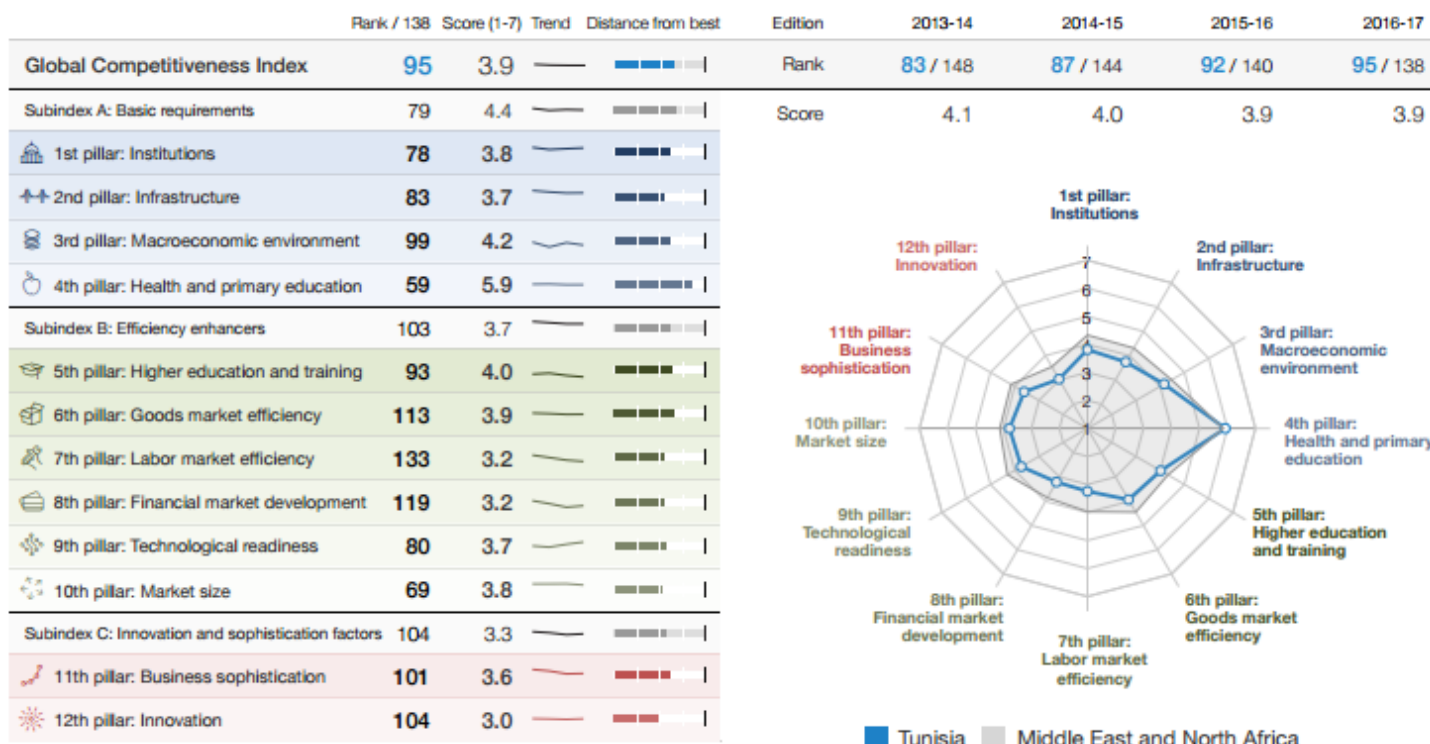 Rank / 138 Score (1-7) Trend Distance from best
Global Competitiveness Index 95 3.9
Subindex A: Basic requirements 79 4.4
1st pillar: Institutions 78 3.8
2nd pillar: Infrastructure 83 3.7
3rd pillar: Macroeconomic environment 99 4.2
4th pillar: Health and primary education 59 5.9
Subindex B: Efficiency enhancers 103 3.7
5th pillar: Higher education and training 93 4.0
6th pillar: Goods market efficiency 113 3.9
7th pillar: Labor market efficiency 133 3.2
8th pillar: Financial market development 119 3.2
9th pillar: Technological readiness 80 3.7
10th pillar: Market size 69 3.8
Subindex C: Innovation and sophistication factors 104 3.3
11th pillar: Business sophistication 101 3.6
12th pillar: Innovation 104 3.0
Edition 2013-14 2014-15 2015-16 2016-17
Rank 83 / 148 87 / 144 92 / 140 95 / 138
Score 4.1 4.0 3.9 3.9
1st pillar:
Institutions
2nd pillar:
Infrastructure
3rd pillar:
Macroeconomic
environment
4th pillar:
Health and primary
education
5th pillar:
Higher education
and training
6th pillar:
Goods market
efficiency
7th pillar:
Labor market
efficiency
8th pillar:
Financial market
development
9th pillar:
Technological
readiness
10th pillar:
Market size
11th pillar:
Business
sophistication
12th pillar:
Innovation
7
6
5
4
3
2
1
Tunisia Middle East and North Africa